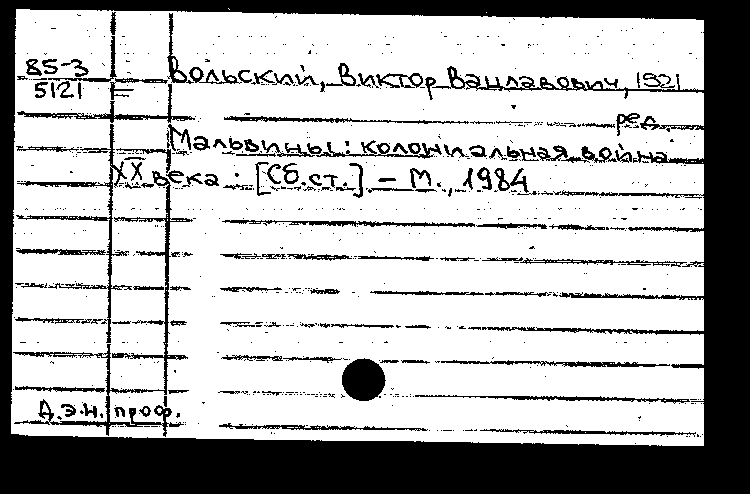 85-3
5121
Вольский, Виктор Вацлавович, 1921
ред.
Мальвины: колониальная война
XX века : [Сб.ст.] – М., 1984
Д.э.н. проф.